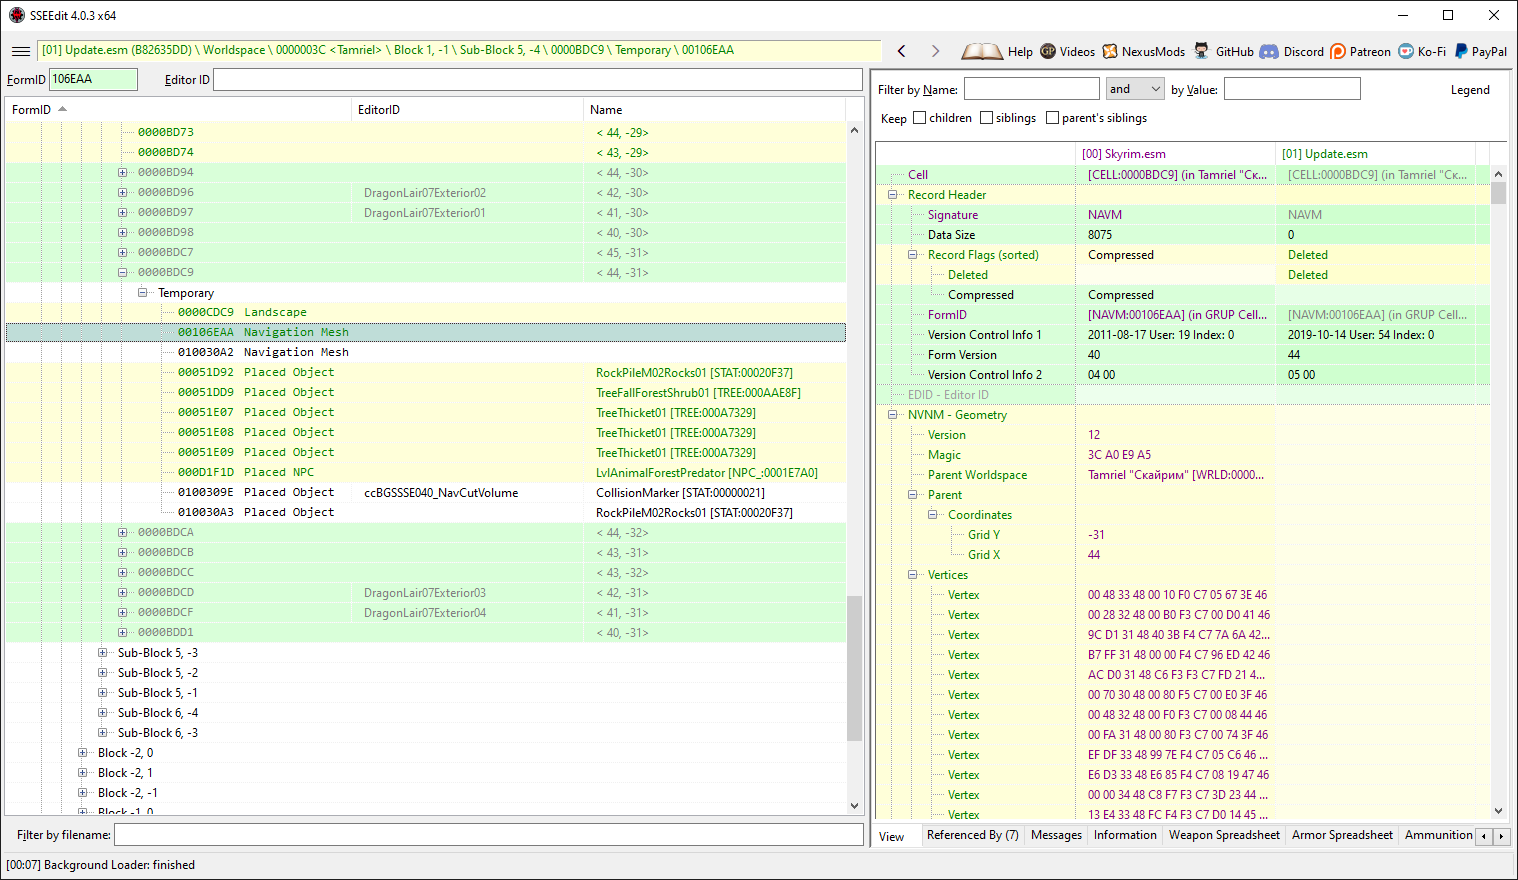 SSEEdit 4.0.3 x64
[01] Update.esm (B82635DD) \ Worldspace \ 0000003C <Tamriel> \ Block 1, -1 \ Sub-Block 5, -4 \ 0000BDC9 \ Temporary \ 00106EAA
Help Videos NexusMods GitHub Discord Patreon Ko-Fi PayPal
FormID 106EAA Editor ID
FormID EditorID Name
0000BD73 < 44, -29>
0000BD74 < 43, -29>
0000BD94 < 44, -30>
0000BD96 DragonLair07Exterior02 < 42, -30>
0000BD97 DragonLair07Exterior01 < 41, -30>
0000BD98 < 40, -30>
0000BDC7 < 45, -31>
0000BDC9 < 44, -31>
Temporary
0000CDC9 Landscape
00106EAA Navigation Mesh
010030A2 Navigation Mesh
00051D92 Placed Object RockPileM02Rocks01 [STAT:00020F37]
00051DD9 Placed Object TreeFallForestShrub01 [TREE:000AAE8F]
00051E07 Placed Object TreeThicket01 [TREE:000A7329]
00051E08 Placed Object TreeThicket01 [TREE:000A7329]
00051E09 Placed Object TreeThicket01 [TREE:000A7329]
000D1F1D Placed NPC LvlAnimalForestPredator [NPC_:0001E7A0]
0100309E Placed Object ccBGSSSE040_NavCutVolume CollisionMarker [STAT:00000021]
010030A3 Placed Object RockPileM02Rocks01 [STAT:00020F37]
0000BDCA < 44, -32>
0000BDCB < 43, -31>
0000BDCC < 43, -32>
0000BDCD DragonLair07Exterior03 < 42, -31>
0000BDCF DragonLair07Exterior04 < 41, -31>
0000BDD1 < 40, -31>
Sub-Block 5, -3
Sub-Block 5, -2
Sub-Block 5, -1
Sub-Block 6, -4
Sub-Block 6, -3
Block -2, 0
Block -2, 1
Block -2, -1
Block -1, 0
Filter by filename:
[00:07] Background Loader: finished
Filter by Name: and by Value: Legend
Keep children siblings parent's siblings
[00] Skyrim.esm [01] Update.esm
Cell [CELL:0000BDC9] (in Tamriel "Ск... [CELL:0000BDC9] (in Tamriel "Ск...
Record Header
Signature NAVM NAVM
Data Size 8075 0
Record Flags (sorted) Compressed Deleted
Deleted Deleted
Compressed Compressed
FormID [NAVM:00106EAA] (in GRUP Cell... [NAVM:00106EAA] (in GRUP Cell...
Version Control Info 1 2011-08-17 User: 19 Index: 0 2019-10-14 User: 54 Index: 0
Form Version 40 44
Version Control Info 2 04 00 05 00
EDID - Editor ID
NVNM - Geometry
Version 12
Magic 3C A0 E9 A5
Parent Worldspace Tamriel "Скайрим" [WRLD:0000...
Parent
Coordinates
Grid Y -31
Grid X 44
Vertices
Vertex 00 48 33 48 00 10 F0 C7 05 67 3E 46
Vertex 00 28 32 48 00 B0 F3 C7 00 D0 41 46
Vertex 9C D1 31 48 40 3B F4 C7 7A 6A 42...
Vertex B7 FF 31 48 00 00 F4 C7 96 ED 42 46
Vertex AC D0 31 48 C6 F3 F3 C7 FD 21 4...
Vertex 00 70 30 48 00 80 F5 C7 00 E0 3F 46
Vertex 00 48 32 48 00 F0 F3 C7 00 08 44 46
Vertex 00 FA 31 48 00 80 F3 C7 00 74 3F 46
Vertex EF DF 33 48 99 7E F4 C7 05 C6 46 ...
Vertex E6 D3 33 48 E6 85 F4 C7 08 19 47 46
Vertex 00 00 34 48 C8 F7 F3 C7 3D 23 44 ...
Vertex 13 E4 33 48 FC F4 F3 C7 D0 14 45 ...
View Referenced By (7) Messages Information Weapon Spreadsheet Armor Spreadsheet Ammunition